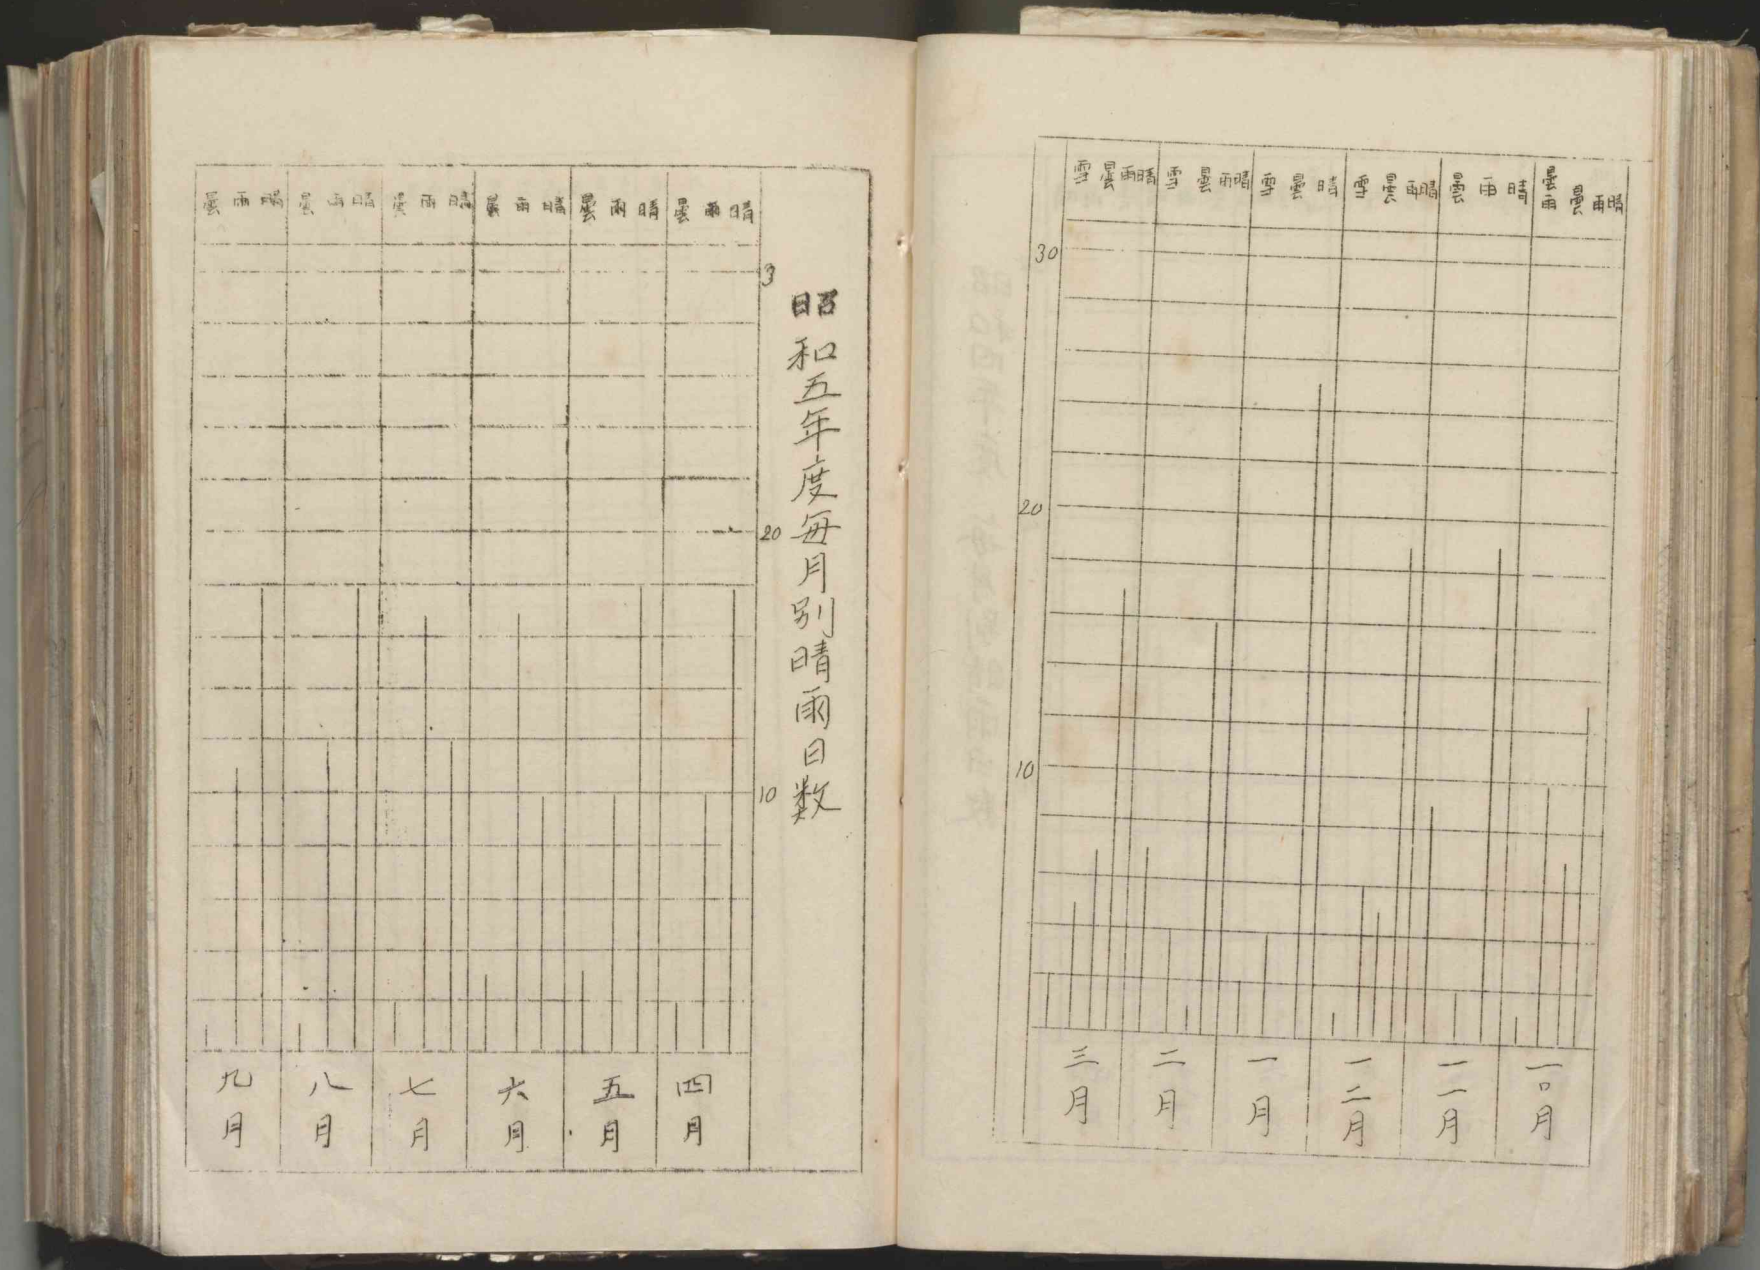 昭和五年度毎月別晴雨日数
3
20
10
晴 雨 曇
晴 雨 曇
晴 雨 曇
晴 雨 曇
晴 雨 曇
晴 雨 曇
四月
五月
六月
七月
八月
九月
30
20
10
晴 雨 曇 曇雨
晴 雨 曇
晴 雨 曇 雪
晴 曇 雪
晴 雨 曇 雪
晴 雨 曇 雪
一〇月
一一月
一二月
一月
二月
三月